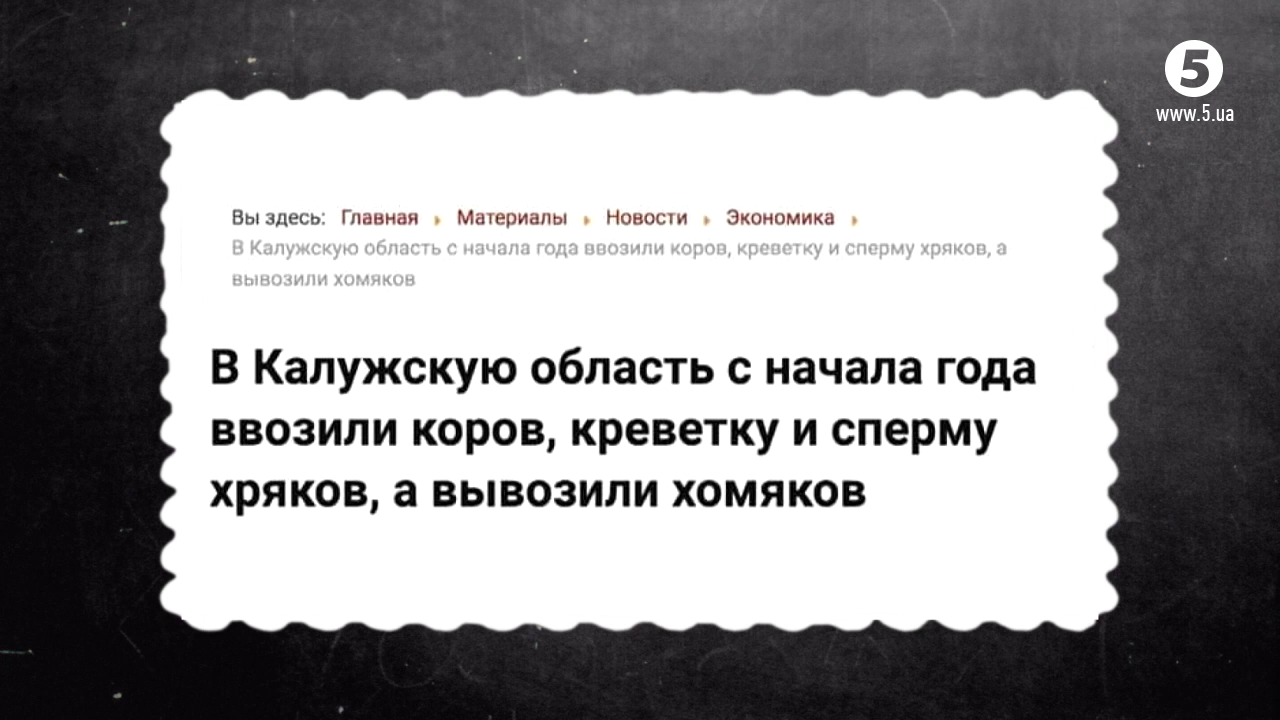 5
www.5.ua
Вы здесь: Главная Материалы Новости Экономика
В Калужскую область с начала года ввозили коров, креветку и сперму хряков, а
вывозили хомяков
В Калужскую область с начала года
ввозили коров, креветку и сперму
хряков, а вывозили хомяков